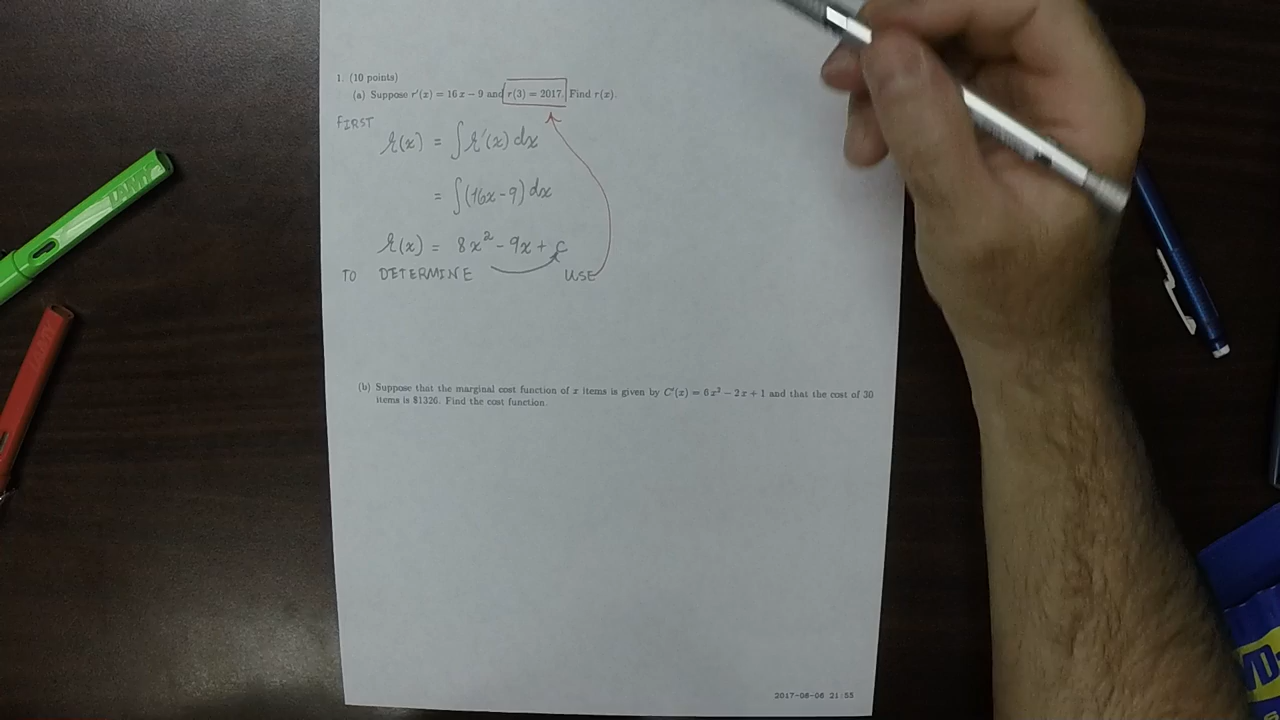 1. (10 points)
(a) Suppose r′(x) = 16x − 9 and r(3) = 2017. Find r(x).
FIRST
r(x) = ∫ r′(x) dx
= ∫ (16x − 9) dx
r(x) = 8x² − 9x + C
TO DETERMINE USE
(b) Suppose that the marginal cost function of x items is given by C′(x) = 6x² − 2x + 1 and that the cost of 30
items is $1326. Find the cost function.
2017-08-06 21:55
LAMY
WD